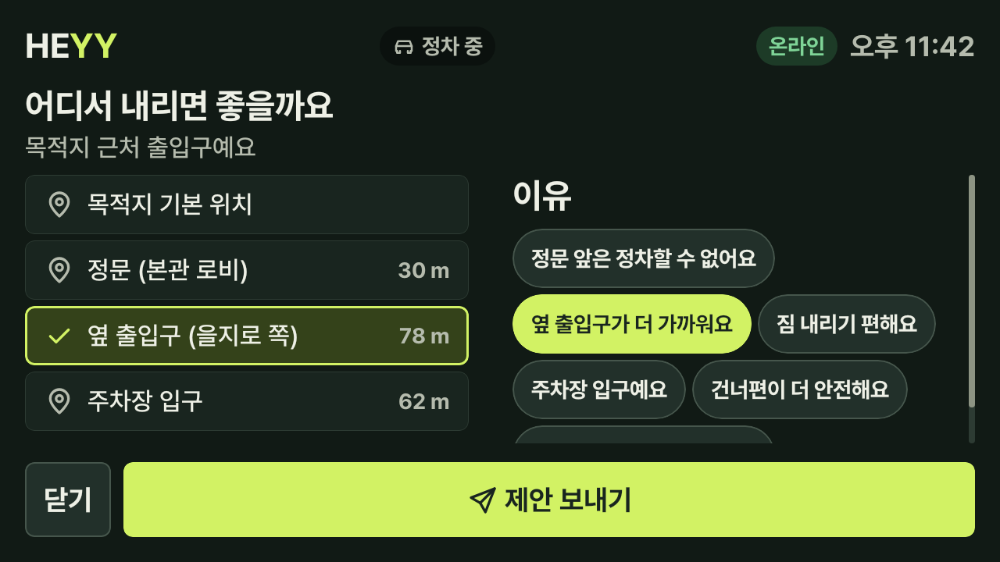 HEYY
정차 중
온라인
오후 11:42
어디서 내리면 좋을까요
목적지 근처 출입구예요
목적지 기본 위치
정문 (본관 로비) 30 m
옆 출입구 (을지로 쪽) 78 m
주차장 입구 62 m
이유
정문 앞은 정차할 수 없어요
옆 출입구가 더 가까워요
짐 내리기 편해요
주차장 입구예요
건너편이 더 안전해요
닫기
제안 보내기